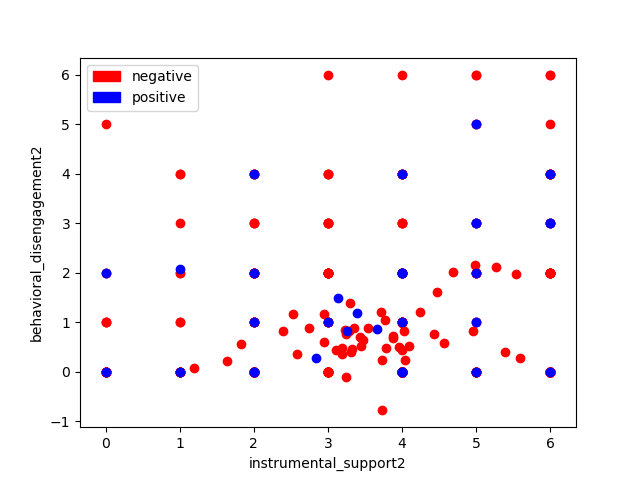 negative
positive
6
5
4
3
2
1
0
−1
behavioral_disengagement2
0 1 2 3 4 5 6
instrumental_support2